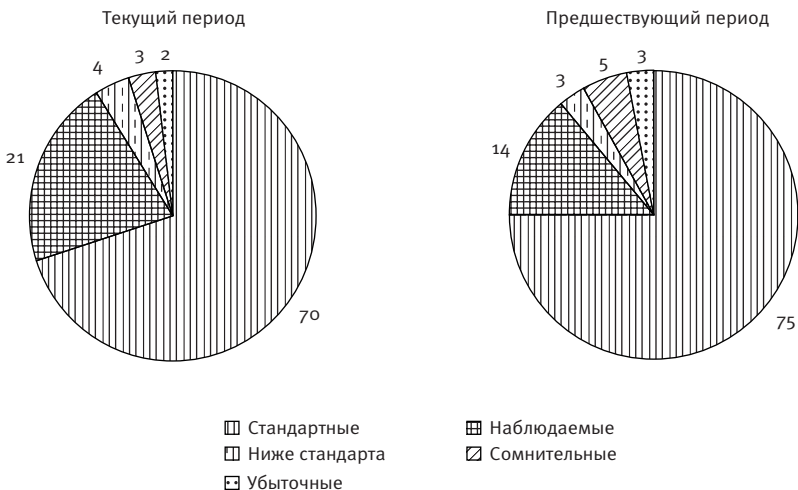 Текущий период
Предшествующий период
4
3
2
21
70
3
5
3
14
75
Стандартные
Наблюдаемые
Ниже стандарта
Сомнительные
Убыточные